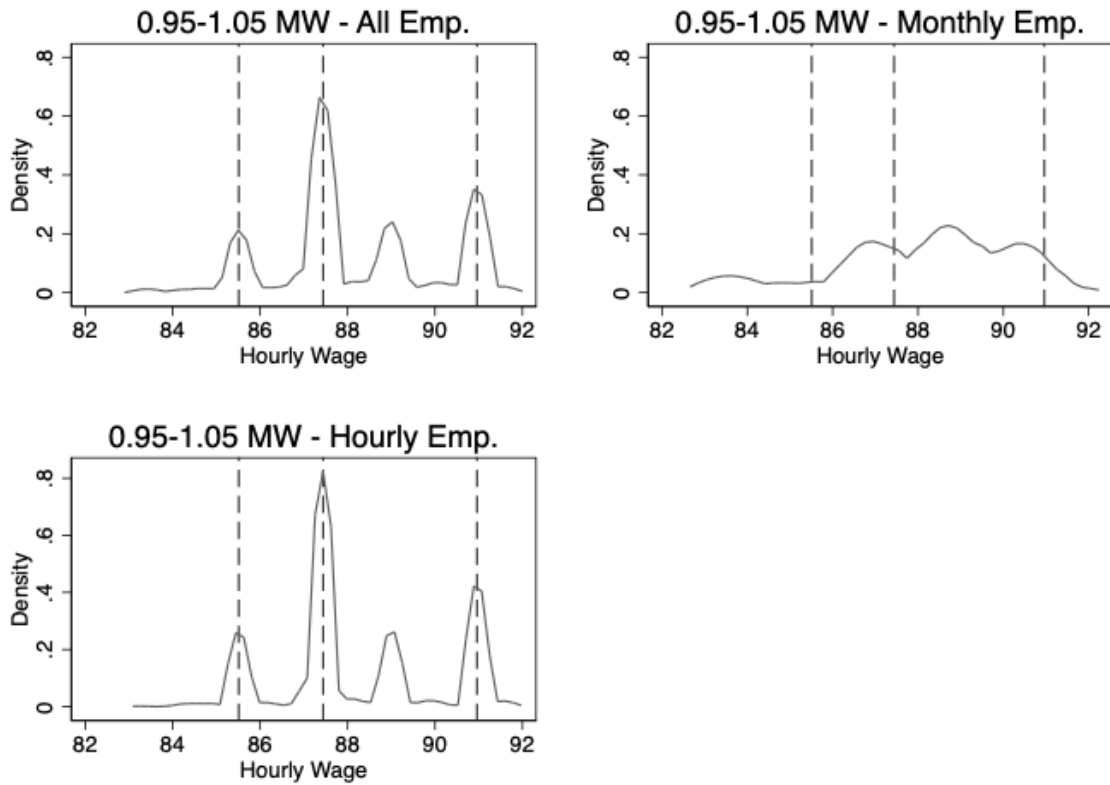 0.95-1.05 MW - All Emp.
Density
.8
.6
.4
.2
0
82 84 86 88 90 92
Hourly Wage
0.95-1.05 MW - Monthly Emp.
Density
.8
.6
.4
.2
0
82 84 86 88 90 92
Hourly Wage
0.95-1.05 MW - Hourly Emp.
Density
.8
.6
.4
.2
0
82 84 86 88 90 92
Hourly Wage